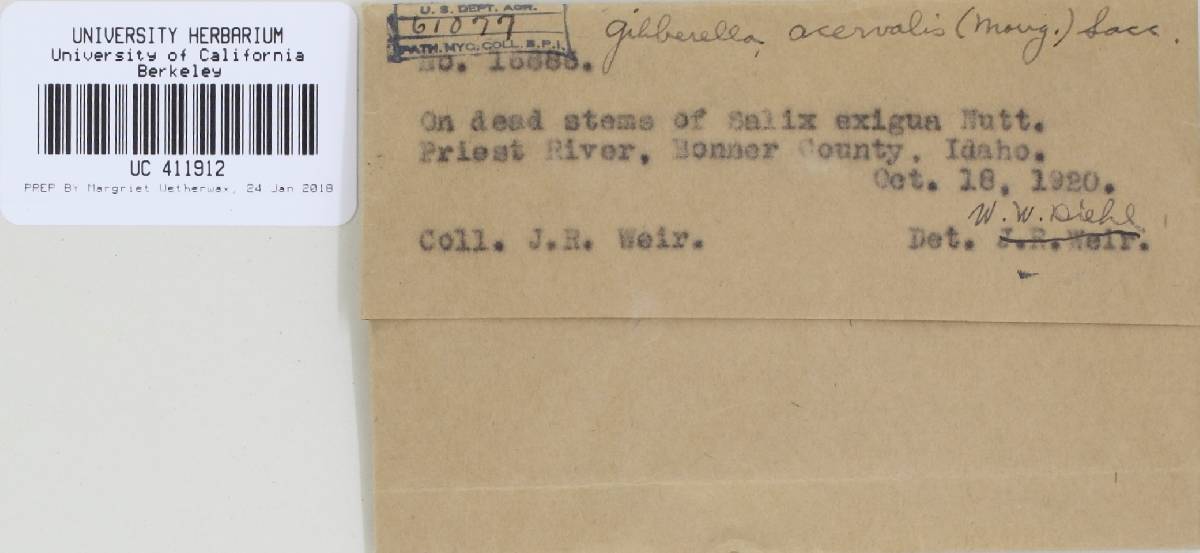 UNIVERSITY HERBARIUM
University of California
Berkeley
UC 411912
PREP By Margriet Wetherwax, 24 Jan 2018
U. S. DEPT. AGR.
61077
PATH. MYC. COLL. B.P.I.
Gibberella acervalis (Moug.) Sacc.
No.
On dead stems of Salix exigua Nutt.
Priest River, Bonner County, Idaho.
Oct. 18, 1920.
W. W. Diehl
Coll. J.R. Weir. Det. J.R. Weir.